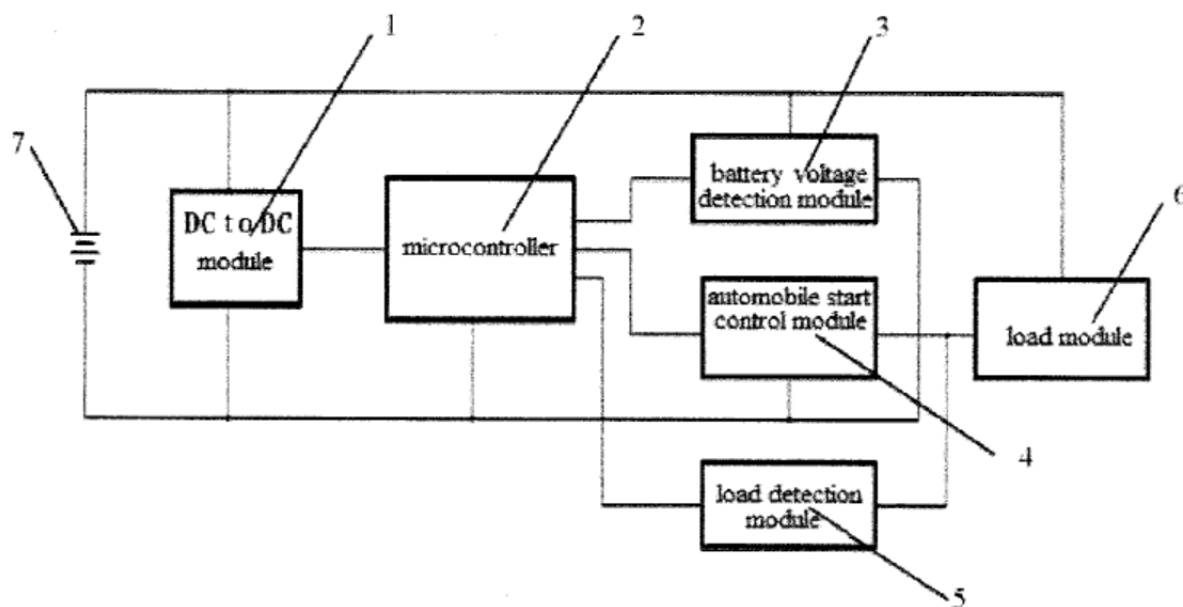 1
2
3
7
battery voltage
detection module
6
DC to DC
module
microcontroller
automobile start
control module
load module
4
load detection
module
5